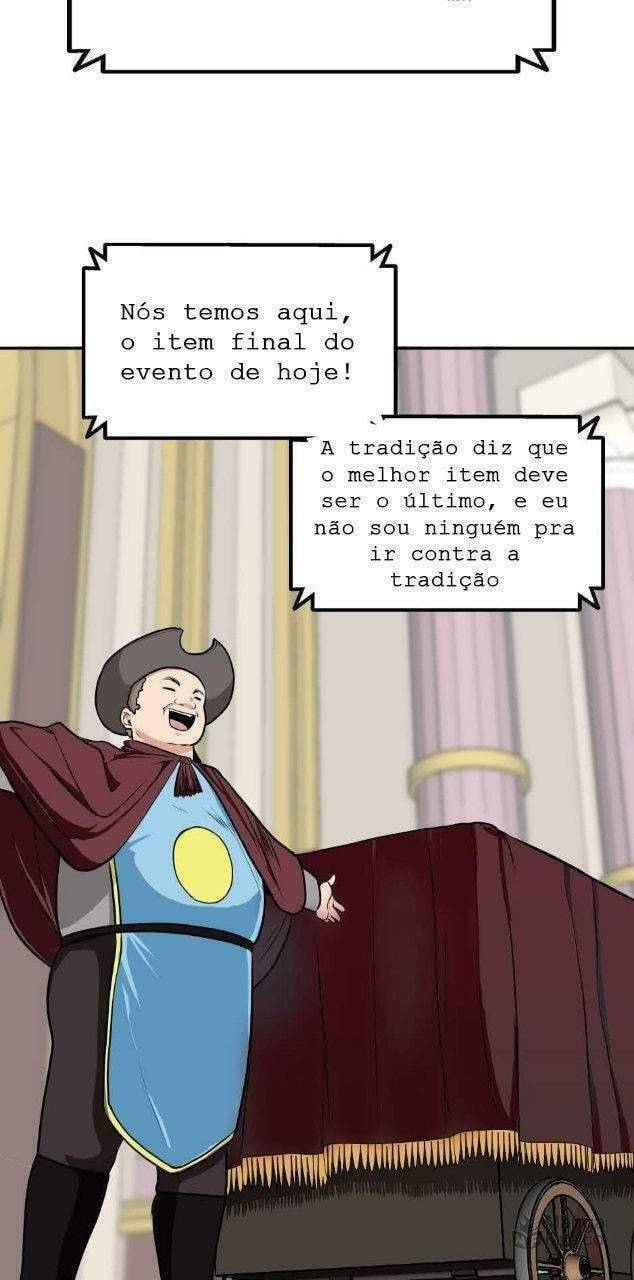 Nós temos aqui,
o item final do
evento de hoje!
A tradição diz que
o melhor item deve
ser o último, e eu
não sou ninguém pra
ir contra a
tradição